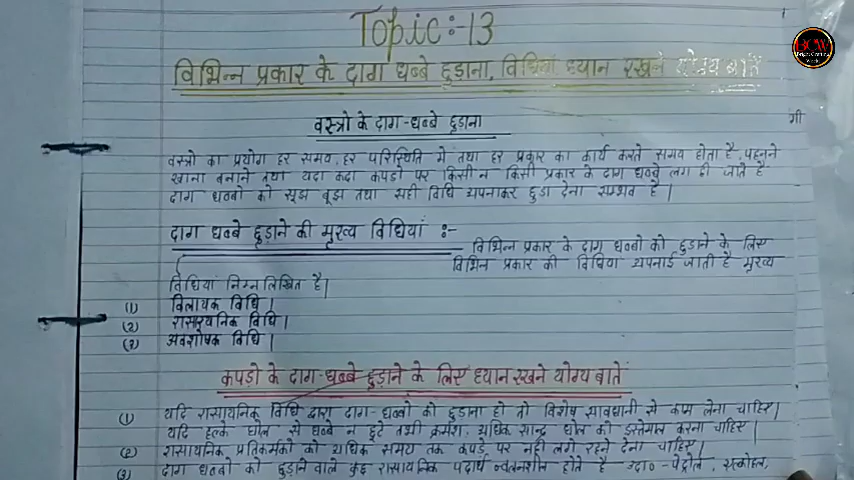 Topic:-13
विभिन्न प्रकार के दाग धब्बे छुड़ाना, विधियां ध्यान रखने योग्य बातें
वस्त्रो के दाग-धब्बे छुड़ाना
वस्त्रो का प्रयोग हर समय, हर परिस्थिति में तथा हर प्रकार का कार्य करते समय होता है, पहनने
खाना बनाने तथा यदा कदा कपडो पर किसी न किसी प्रकार के दाग धब्बे लग ही जाते है
दाग धब्बो को सूझ बूझ तथा सही विधि अपनाकर छुडा देना सम्भव है।
दाग धब्बे छुड़ाने की मुख्य विधियां :-
विभिन्न प्रकार के दाग धब्बो को छुडाने के लिए
विभिन प्रकार की विधिया अपनाई जाती है मुख्य
विधियां निम्न लिखित है।
(1) विलायक विधि।
(2) रासायनिक विधि।
(3) अवशोषक विधि।
कपडो के दाग-धब्बे छुड़ाने के लिए ध्यान रखने योग्य बातें
(1) यदि रासायनिक विधि द्वारा दाग-धब्बो को छुडाना हो तो विशेष सावधानी से काम लेना चाहिए।
यदि हल्के घोल से धब्बे न छुटे तभी क्रमश, अधिक सान्द्र घोल का इस्तेमाल करना चाहिए।
(2) रासायनिक प्रतिकर्मको को अधिक समय तक कपडे पर नही लगे रहने देना चाहिए।
(3) दाग धब्बो को छुड़ाने वाले कुछ रासायनिक पदार्थ ज्वलनशील होते है उदा०-पेट्रोल, एल्कोहल,